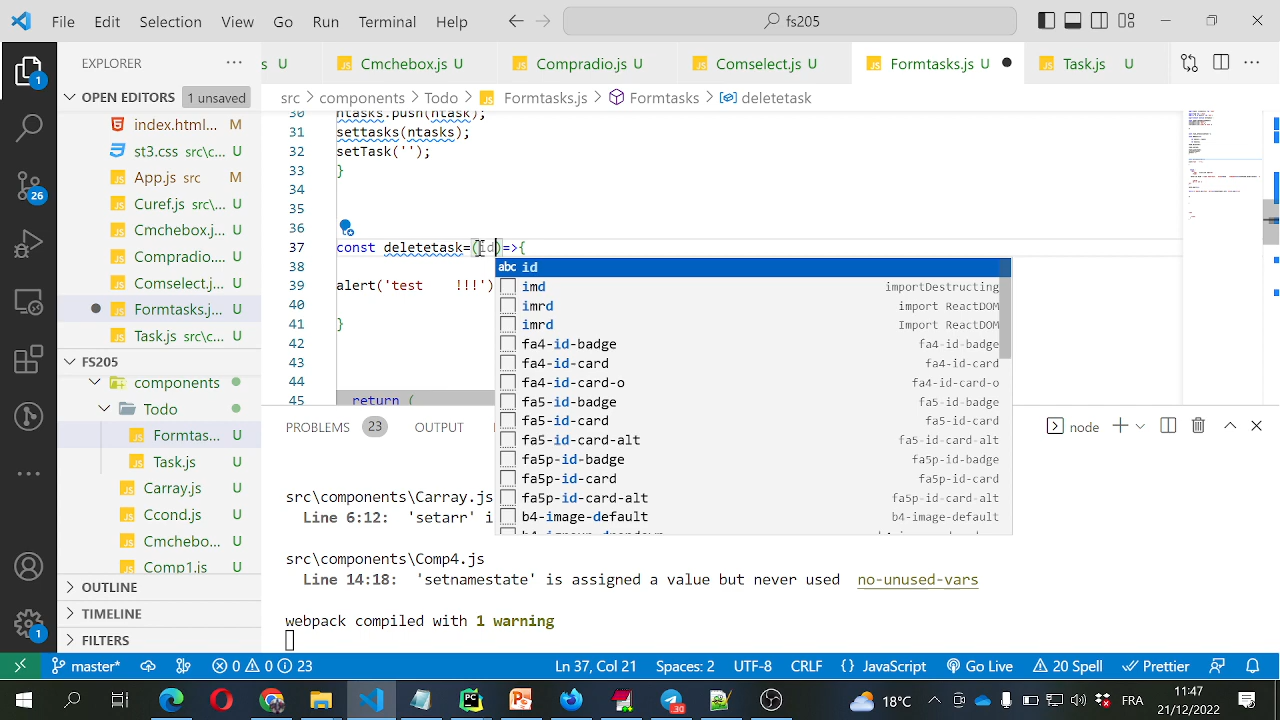 File Edit Selection View Go Run Terminal Help fs205
EXPLORER
s U Cmchebox.js U Compradio.js U Comselect.js U Formtasks.js U Task.js U
OPEN EDITORS 1 unsaved
src > components > Todo > Formtasks.js > Formtasks > deletetask
index.html... M
st3.css src\c... U
App.js src M
Curef.js src\... U
Cmchebox.... U
Compradio... U
Comselect.j... U
Formtasks.j... U
Task.js src\c... U
FS205
components
Todo
Formtas... U
Task.js U
Carray.js U
Ccond.js U
Cmchebo... U
Comp1.js U
OUTLINE
TIMELINE
FILTERS
30 ntasks.push(ntask);
31 settasks(ntasks);
32 setTask('');
33 }
34
35
36
37 const deletetask=(id)=>{
38
39 alert('test    !!!')
40
41 }
42
43
44
45 return (
abc id
imd importDestructing
imrd import ReactDOM
imrd Import ReactDOM
fa4-id-badge fa4-id-badge
fa4-id-card fa4-id-card
fa4-id-card-o fa4-id-card-o
fa5-id-badge fa5-id-badge
fa5-id-card fa5-id-card
fa5-id-card-alt fa5-id-card-alt
fa5p-id-badge fa5p-id-badge
fa5p-id-card fa5p-id-card
fa5p-id-card-alt fa5p-id-card-alt
b4-image-default b4-image-default
PROBLEMS 23 OUTPUT node
src\components\Carray.js
Line 6:12: 'setarr' i
src\components\Comp4.js
Line 14:18: 'setnamestate' is assigned a value but never used no-unused-vars
webpack compiled with 1 warning
master* 0 0 23 Ln 37, Col 21 Spaces: 2 UTF-8 CRLF {} JavaScript Go Live 20 Spell Prettier
30 18°C FRA 11:47
21/12/2022